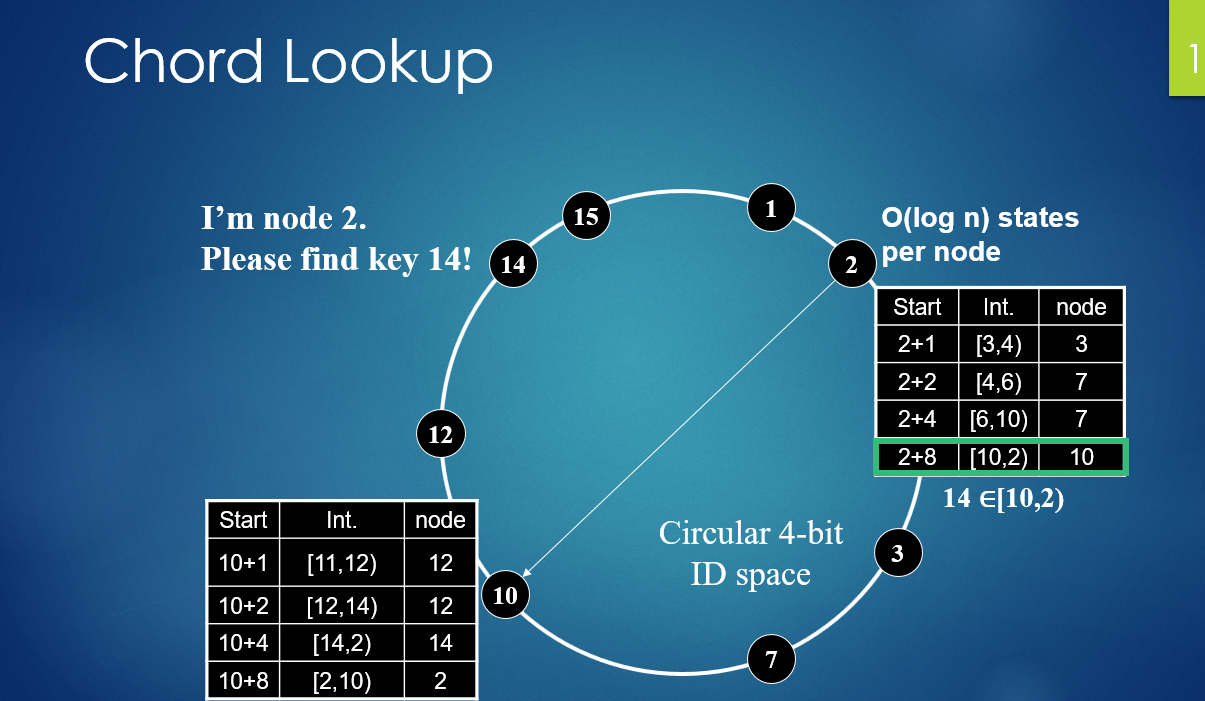 Chord Lookup
1
I'm node 2.
Please find key 14!
O(log n) states
per node
15
1
14
2
12
10
3
7
Start Int. node
2+1 [3,4) 3
2+2 [4,6) 7
2+4 [6,10) 7
2+8 [10,2) 10
14 ∈[10,2)
Circular 4-bit
ID space
Start Int. node
10+1 [11,12) 12
10+2 [12,14) 12
10+4 [14,2) 14
10+8 [2,10) 2